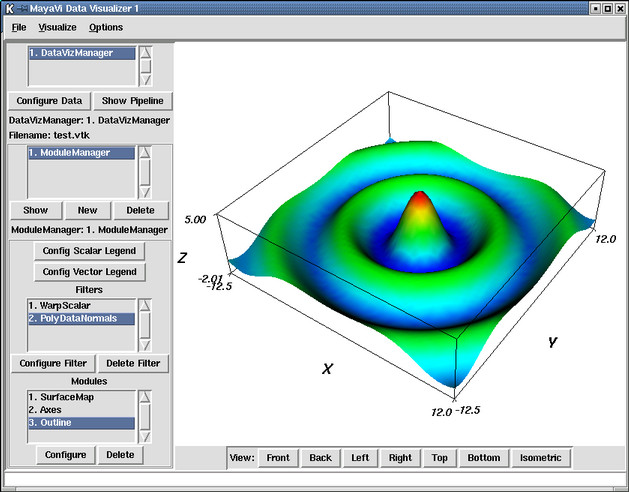 MayaVi Data Visualizer 1
File Visualize Options
1. DataVizManager
Configure Data Show Pipeline
DataVizManager: 1. DataVizManager
Filename: test.vtk
1. ModuleManager
Show New Delete
ModuleManager: 1. ModuleManager
Config Scalar Legend
Config Vector Legend
Filters
1. WarpScalar
2. PolyDataNormals
Configure Filter Delete Filter
Modules
1. SurfaceMap
2. Axes
3. Outline
Configure Delete
5.00
Z
-2.01
-12.5
X
12.0
-12.5
Y
12.0
View: Front Back Left Right Top Bottom Isometric